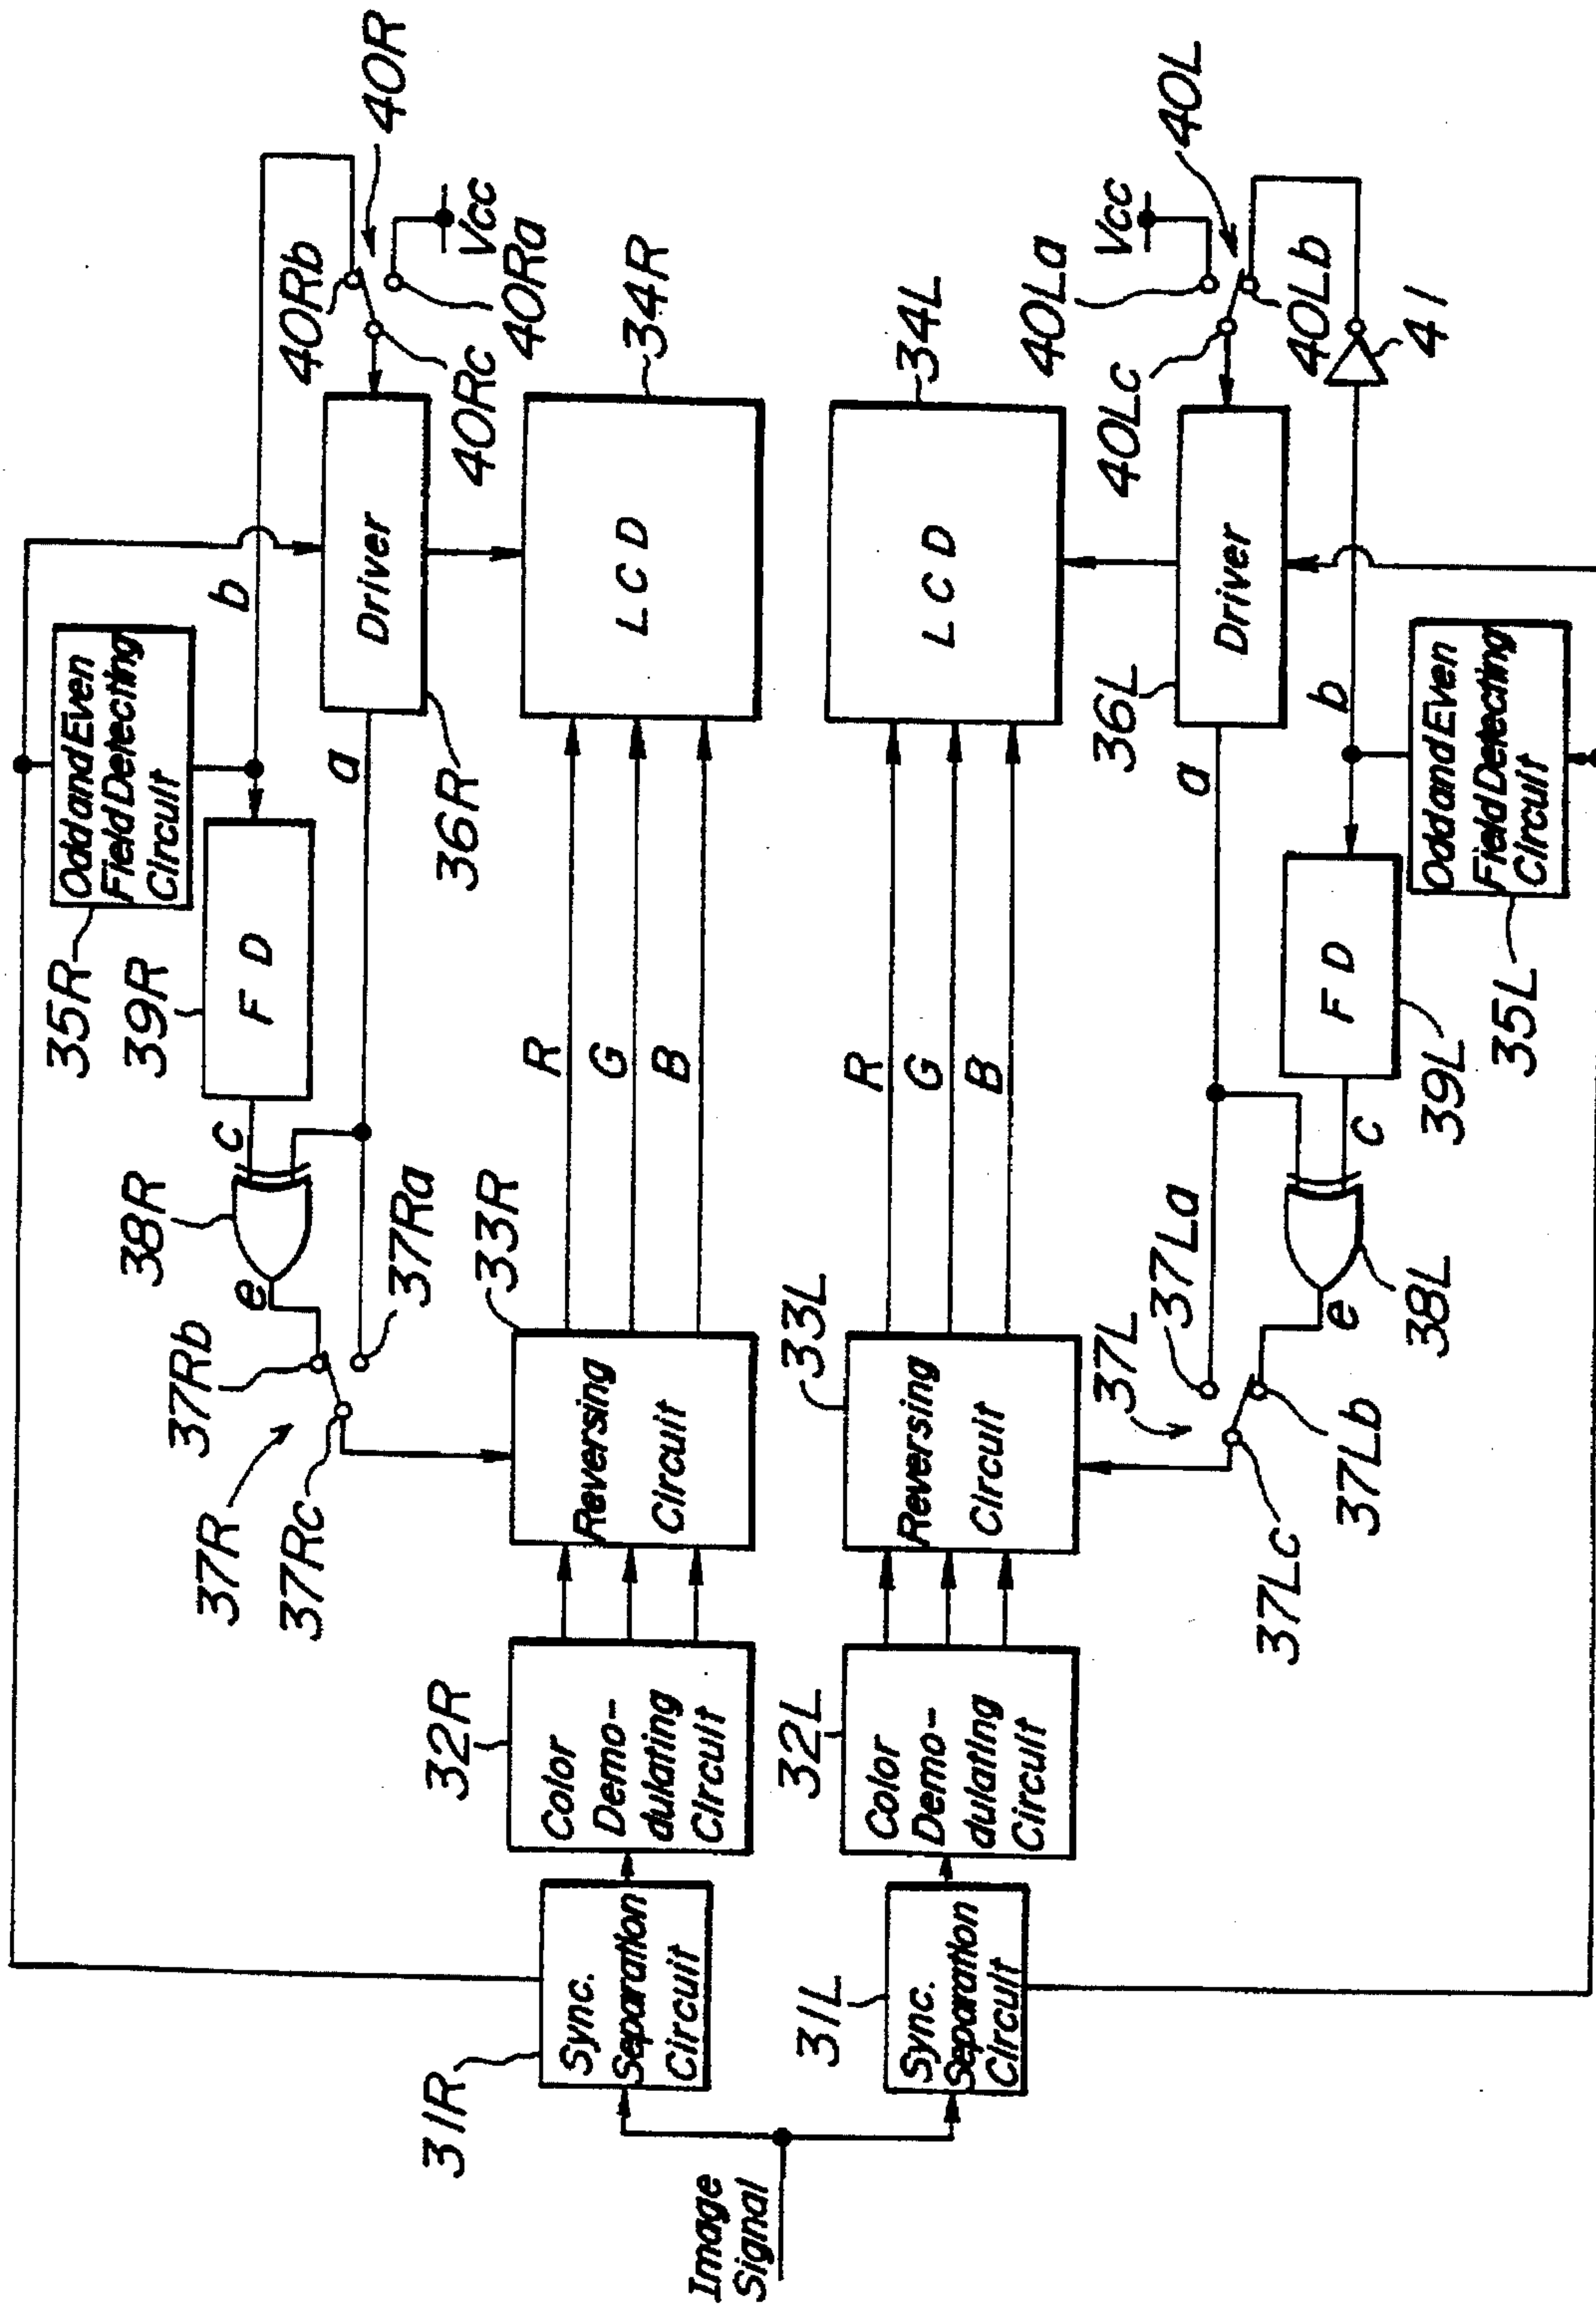 35R
Odd and Even
Field Detecting
Circuit
b
40R
40Rb
39R
F D
Driver
40Rc
40Ra
Vcc
38R
c
e
a
36R
37R
37Rb
37Rc
37Ra
34R
31R
32R
33R
R
G
B
L C D
Sync.
Separation
Circuit
Color
Demo-
dulating
Circuit
Reversing
Circuit
Image
Signal
31L
32L
33L
34L
Sync.
Separation
Circuit
Color
Demo-
dulating
Circuit
Reversing
Circuit
R
G
B
L C D
37L
37La
37Lc
37Lb
a
36L
Driver
40La
Vcc
40L
40Lc
40Lb
e
38L
c
F D
39L
b
41
Odd and Even
Field Detecting
Circuit
35L